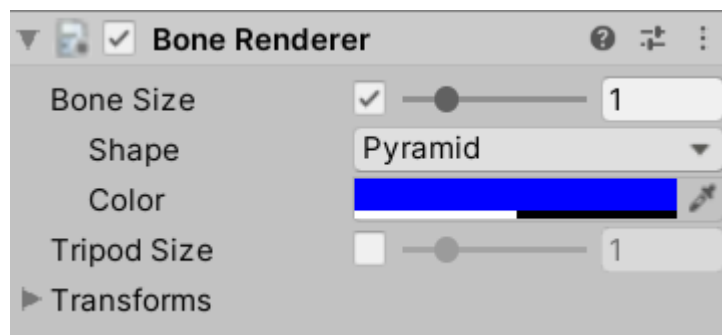 Bone Renderer
Bone Size 1
Shape Pyramid
Color
Tripod Size 1
Transforms